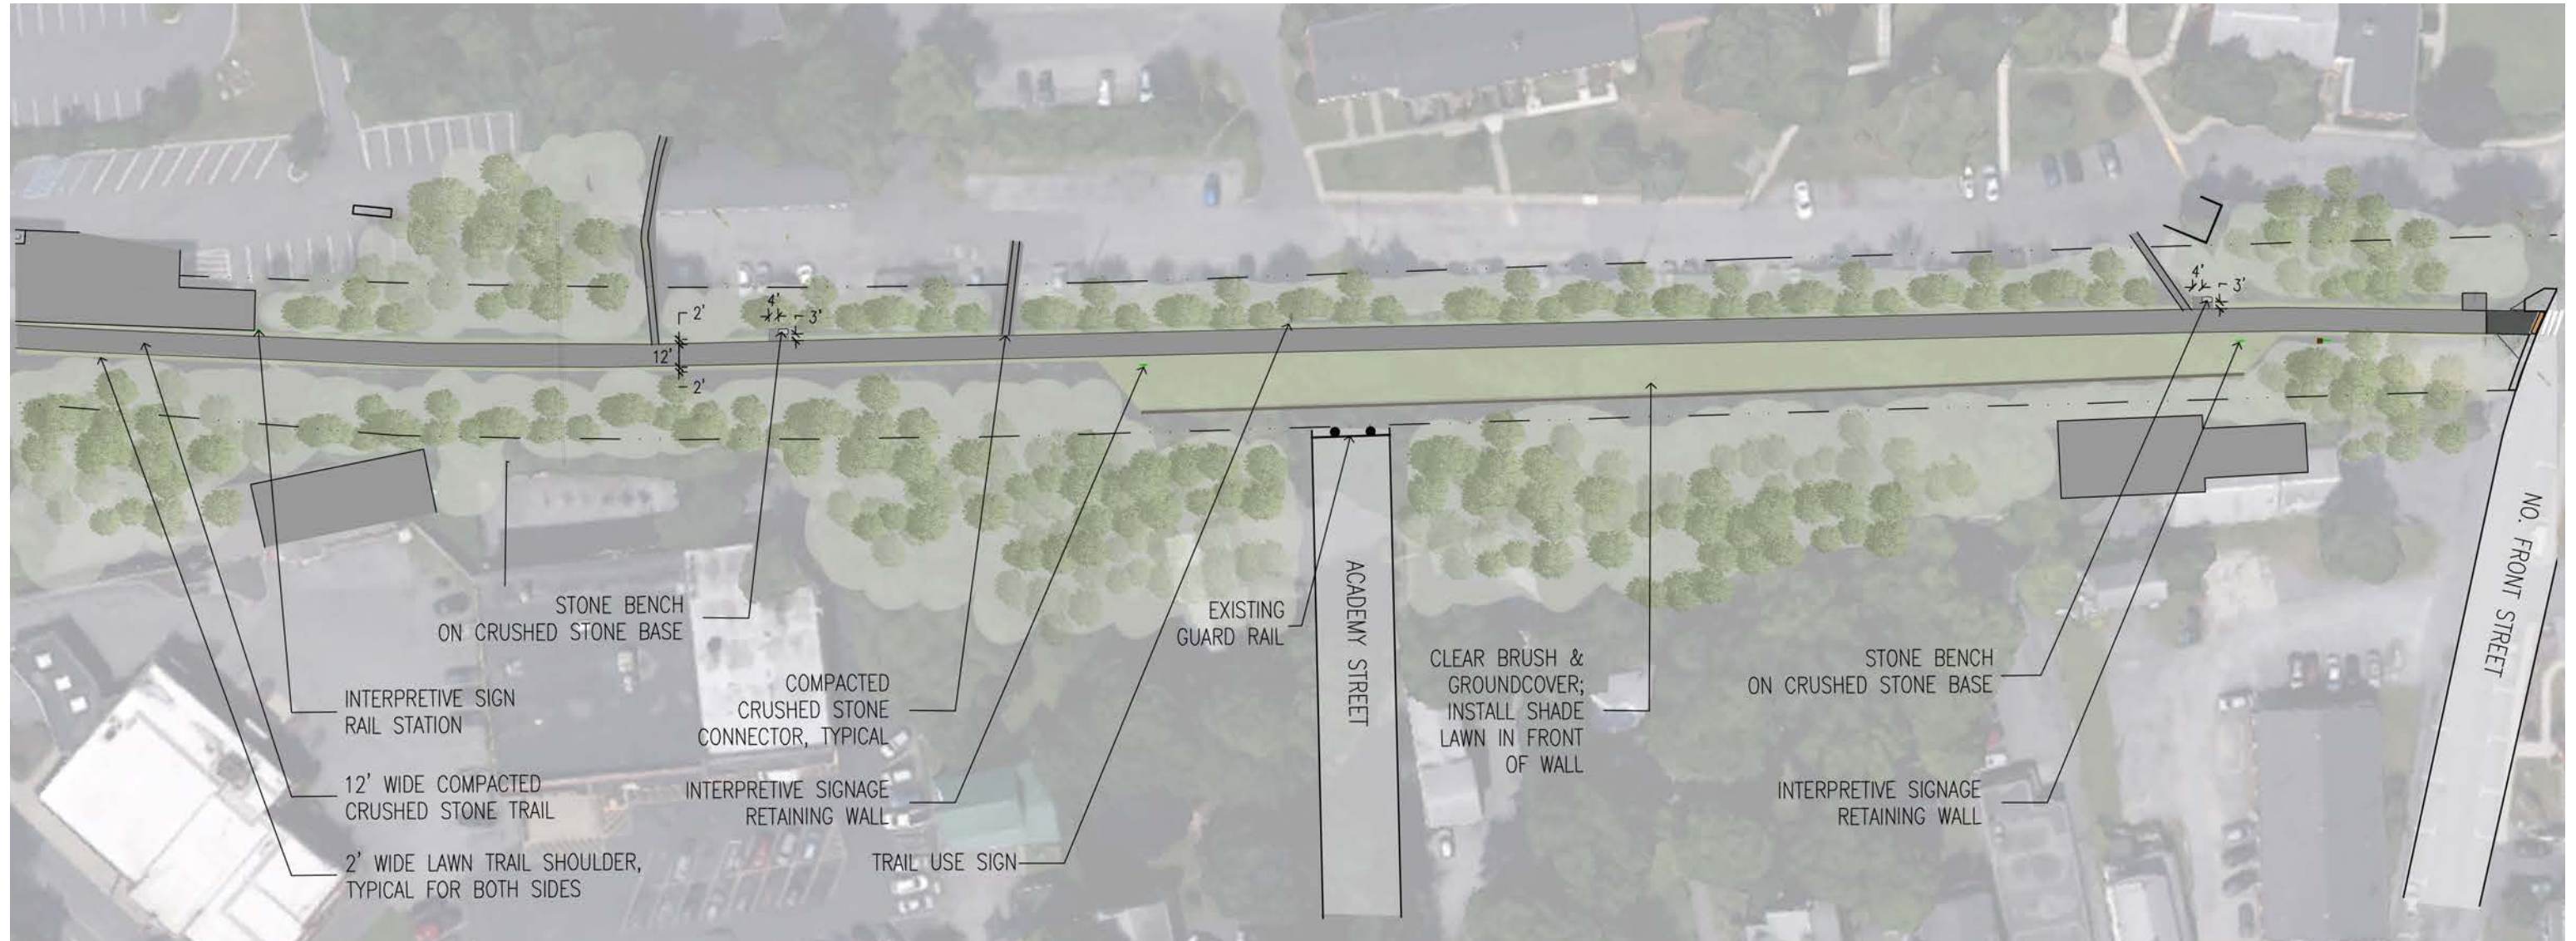 2'
12'
2'
4'
3'
4'
3'
STONE BENCH
ON CRUSHED STONE BASE
INTERPRETIVE SIGN
RAIL STATION
12' WIDE COMPACTED
CRUSHED STONE TRAIL
2' WIDE LAWN TRAIL SHOULDER,
TYPICAL FOR BOTH SIDES
COMPACTED
CRUSHED STONE
CONNECTOR, TYPICAL
INTERPRETIVE SIGNAGE
RETAINING WALL
TRAIL USE SIGN
EXISTING
GUARD RAIL
ACADEMY STREET
CLEAR BRUSH &
GROUNDCOVER;
INSTALL SHADE
LAWN IN FRONT
OF WALL
STONE BENCH
ON CRUSHED STONE BASE
INTERPRETIVE SIGNAGE
RETAINING WALL
NO. FRONT STREET